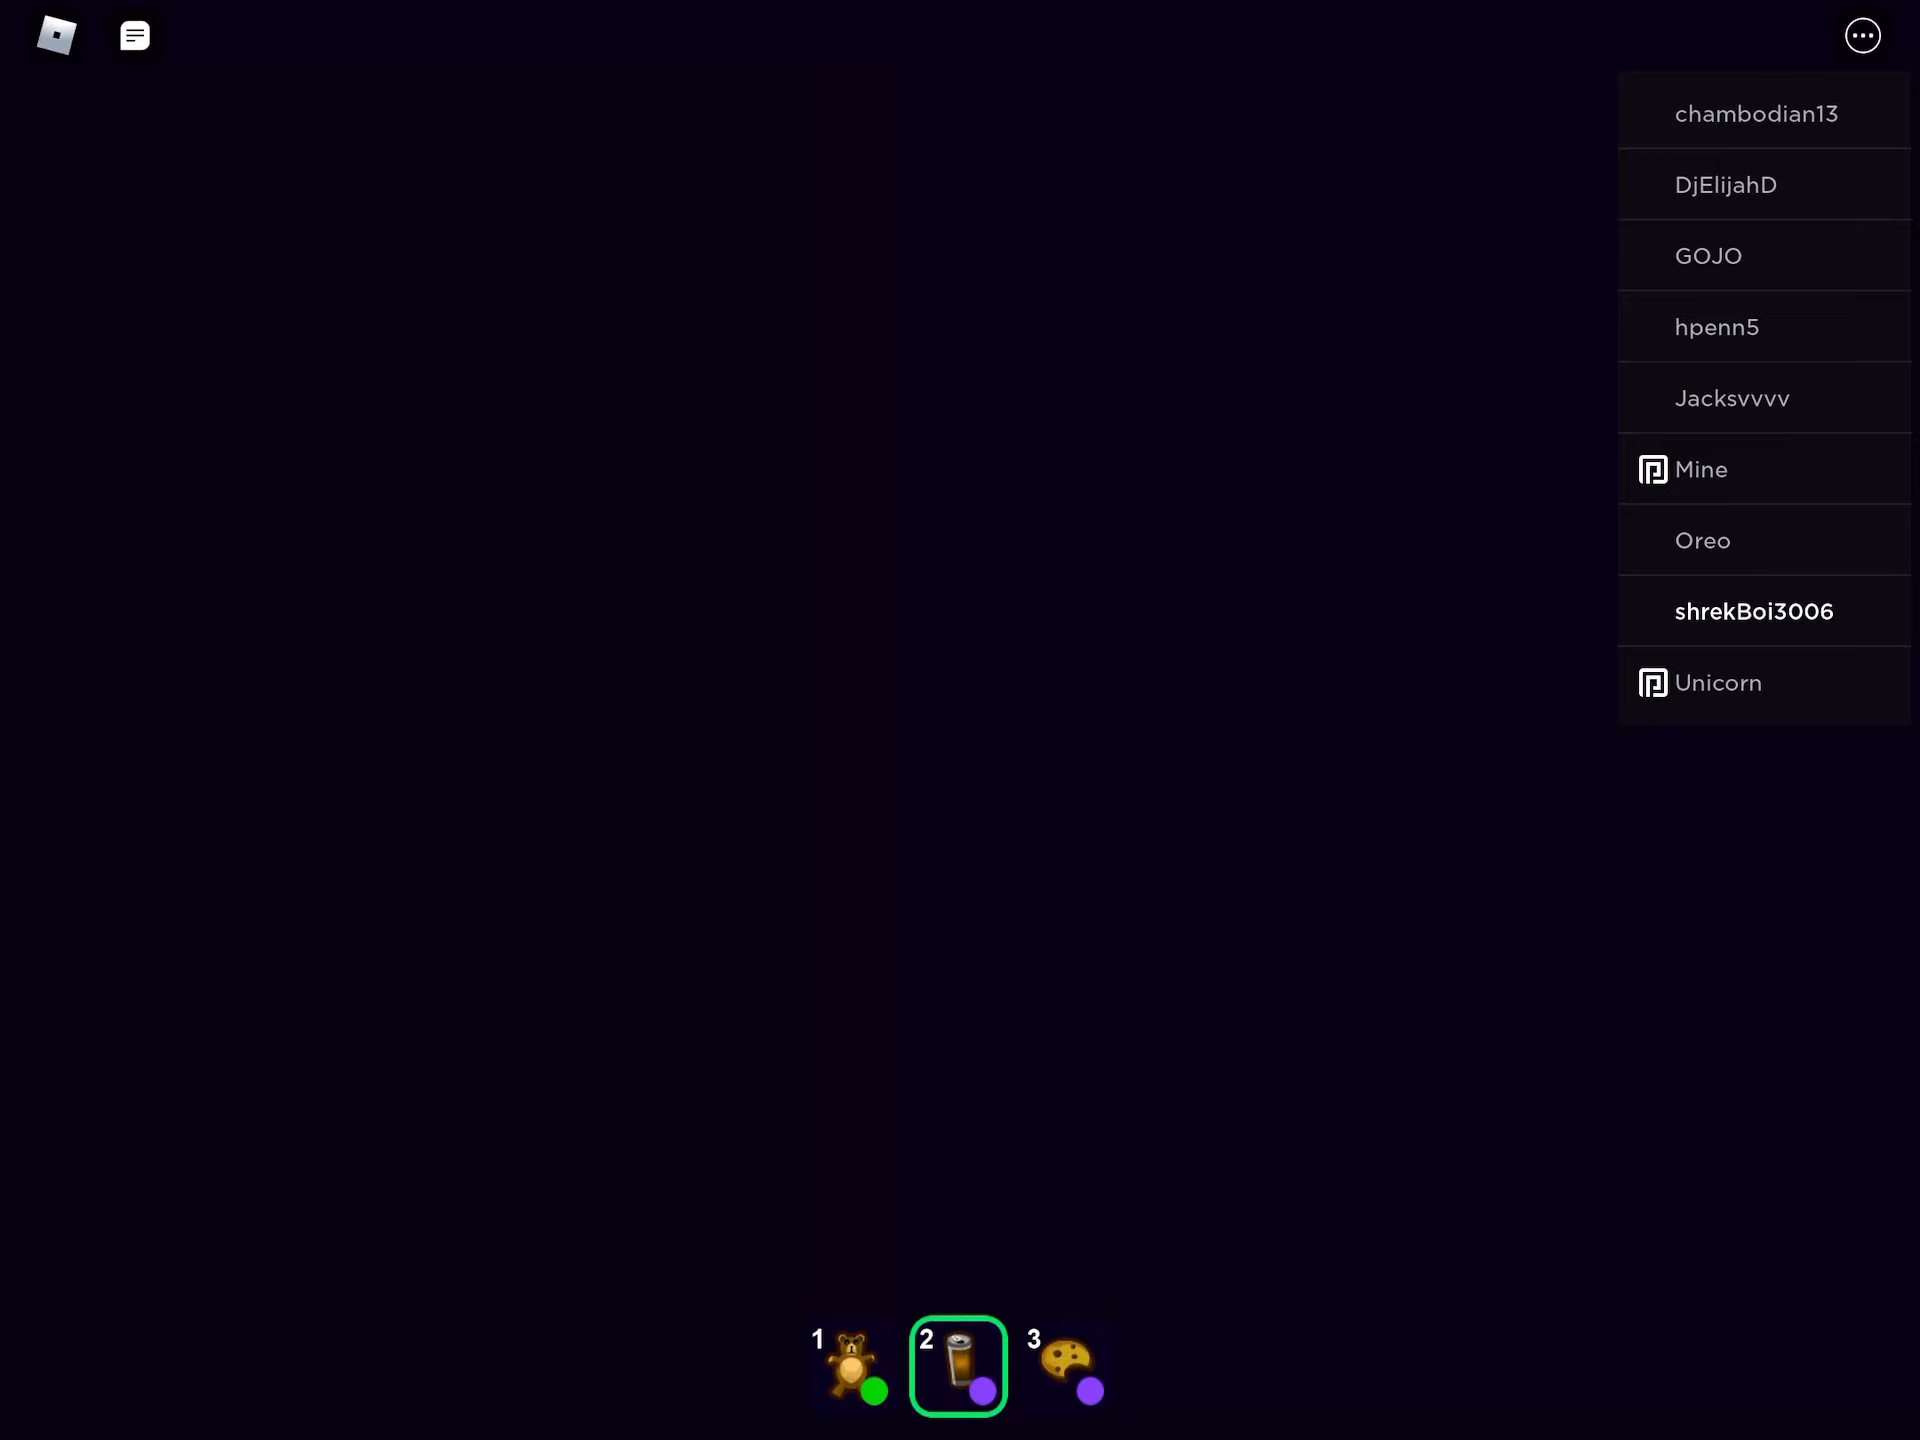 chambodian13
DjElijahD
GOJO
hpenn5
Jacksvvvv
Mine
Oreo
shrekBoi3006
Unicorn
1 2 3